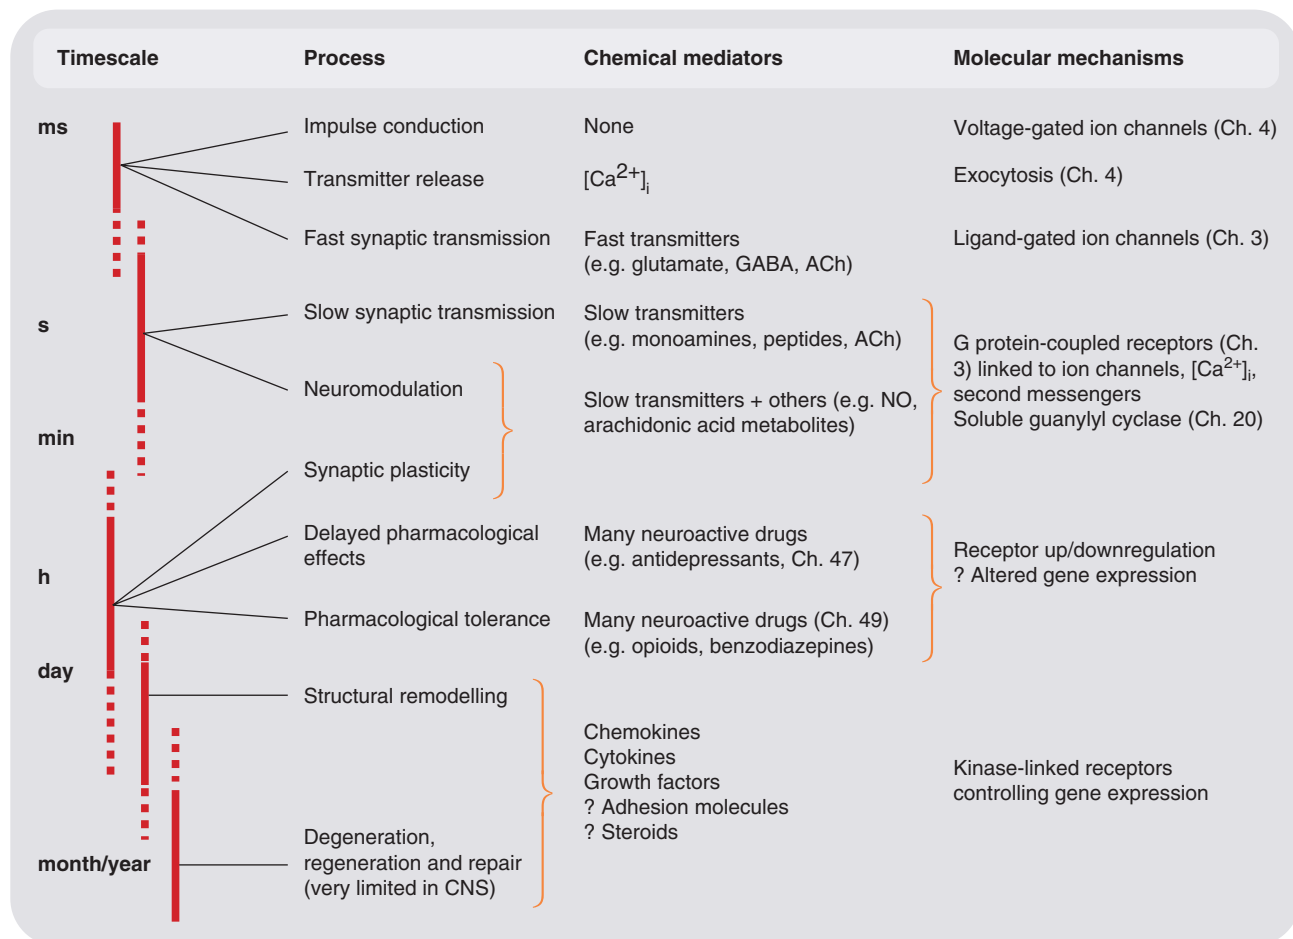 Timescale Process Chemical mediators Molecular mechanisms
ms
Impulse conduction
None
Voltage-gated ion channels (Ch. 4)
Transmitter release
[Ca2+]i
Exocytosis (Ch. 4)
Fast synaptic transmission
Fast transmitters
(e.g. glutamate, GABA, ACh)
Ligand-gated ion channels (Ch. 3)
s
Slow synaptic transmission
Slow transmitters
(e.g. monoamines, peptides, ACh)
G protein-coupled receptors (Ch.
3) linked to ion channels, [Ca2+]i,
second messengers
Soluble guanylyl cyclase (Ch. 20)
Neuromodulation
Slow transmitters + others (e.g. NO,
arachidonic acid metabolites)
min
Synaptic plasticity
Delayed pharmacological
effects
Many neuroactive drugs
(e.g. antidepressants, Ch. 47)
Receptor up/downregulation
? Altered gene expression
h
Pharmacological tolerance
Many neuroactive drugs (Ch. 49)
(e.g. opioids, benzodiazepines)
day
Structural remodelling
Chemokines
Cytokines
Growth factors
? Adhesion molecules
? Steroids
Kinase-linked receptors
controlling gene expression
month/year
Degeneration,
regeneration and repair
(very limited in CNS)